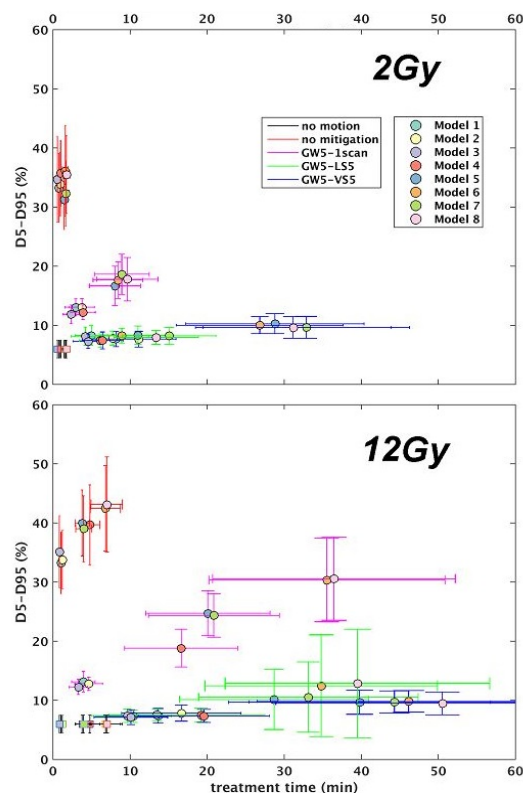 0 10 20 30 40 50 60
60
50
40
30
20
10
0
D5-D95 (%)
2Gy
no motion
no mitigation
GW5-1scan
GW5-LS5
GW5-VS5
Model 1
Model 2
Model 3
Model 4
Model 5
Model 6
Model 7
Model 8
60
50
40
30
20
10
0
D5-D95 (%)
12Gy
0 10 20 30 40 50 60
treatment time (min)